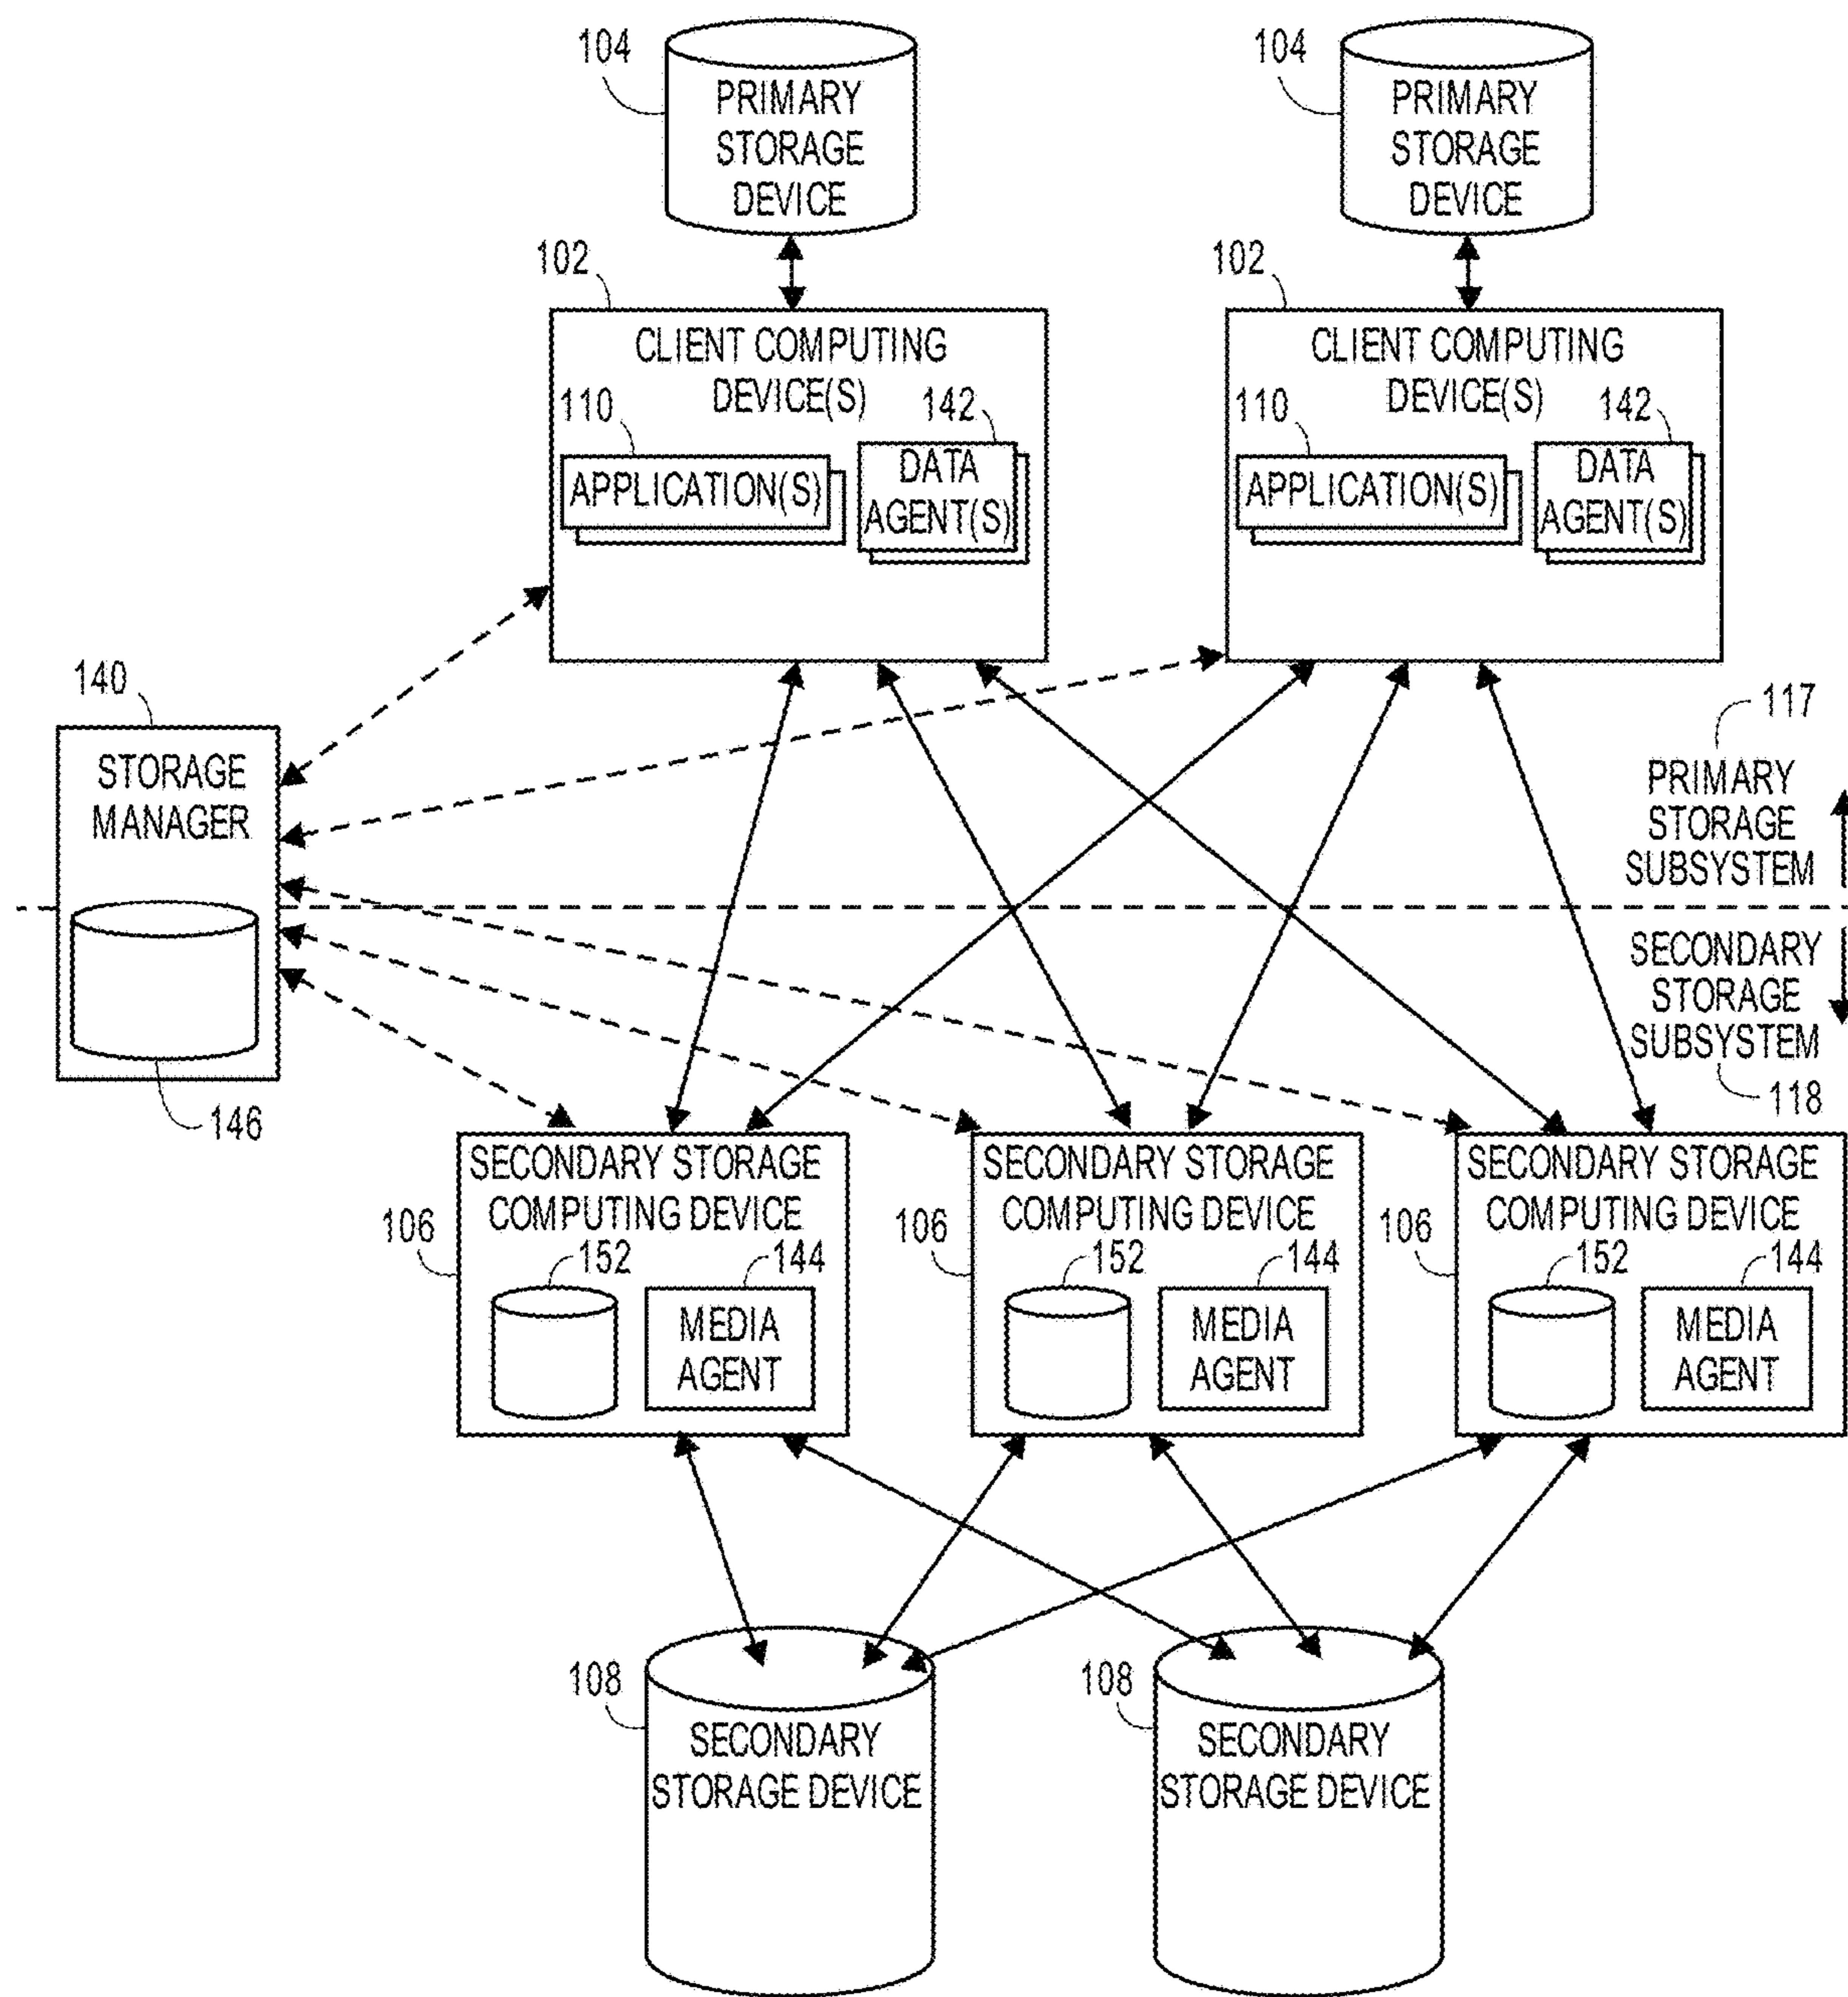 104
PRIMARY
STORAGE
DEVICE
104
PRIMARY
STORAGE
DEVICE
102
CLIENT COMPUTING
DEVICE(S)
110
142
APPLICATION(S)
DATA
AGENT(S)
102
CLIENT COMPUTING
DEVICE(S)
110
142
APPLICATION(S)
DATA
AGENT(S)
140
STORAGE
MANAGER
146
117
PRIMARY
STORAGE
SUBSYSTEM
SECONDARY
STORAGE
SUBSYSTEM
118
SECONDARY STORAGE
COMPUTING DEVICE
106
152
144
MEDIA
AGENT
SECONDARY STORAGE
COMPUTING DEVICE
106
152
144
MEDIA
AGENT
SECONDARY STORAGE
COMPUTING DEVICE
106
152
144
MEDIA
AGENT
108
SECONDARY
STORAGE DEVICE
108
SECONDARY
STORAGE DEVICE